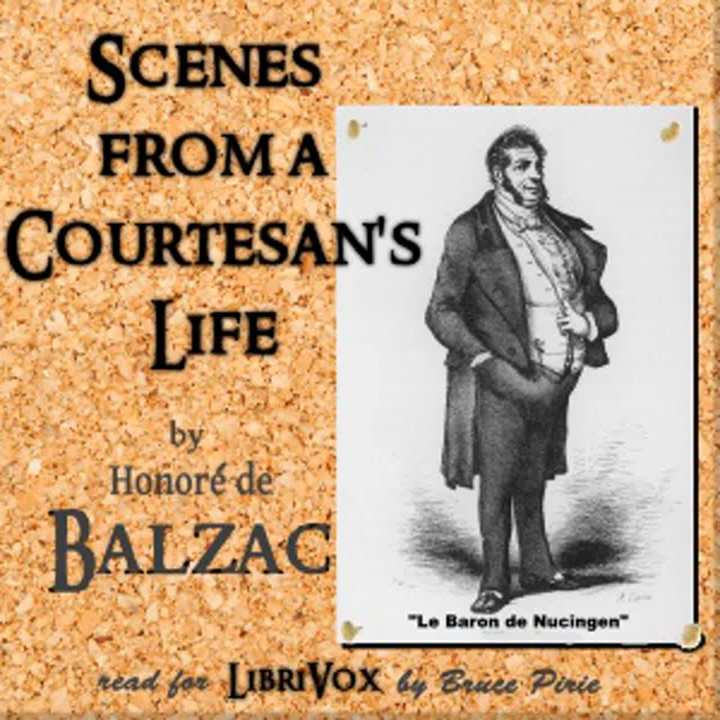 SCENES
FROM A
COURTESAN'S
LIFE
by
Honoré de
BALZAC
"Le Baron de Nucingen"
read for LIBRIVOX by Bruce Pirie